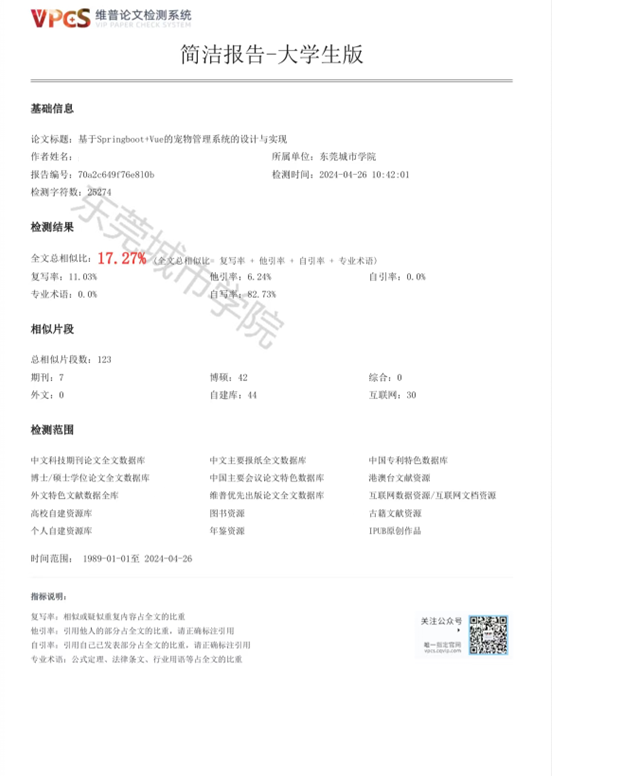 VPCS 维普论文检测系统
VIP PAPER CHECK SYSTEM
简洁报告-大学生版
基础信息
论文标题：基于Springboot+Vue的宠物管理系统的设计与实现
作者姓名： 所属单位：东莞城市学院
报告编号：70a2c649f76e810b 检测时间：2024-04-26 10:42:01
检测字符数：25274
检测结果
全文总相似比：17.27% (全文总相似比= 复写率 + 他引率 + 自引率 + 专业术语)
复写率：11.03% 他引率：6.24% 自引率：0.0%
专业术语：0.0% 自写率：82.73%
东莞城市学院
相似片段
总相似片段数：123
期刊：7 博硕：42 综合：0
外文：0 自建库：44 互联网：30
检测范围
中文科技期刊论文全文数据库 中文主要报纸全文数据库 中国专利特色数据库
博士/硕士学位论文全文数据库 中国主要会议论文特色数据库 港澳台文献资源
外文特色文献数据全库 维普优先出版论文全文数据库 互联网数据资源/互联网文档资源
高校自建资源库 图书资源 古籍文献资源
个人自建资源库 年鉴资源 IPUB原创作品
时间范围： 1989-01-01至 2024-04-26
指标说明：
复写率：相似或疑似重复内容占全文的比重
他引率：引用他人的部分占全文的比重，请正确标注引用
自引率：引用自己已发表部分占全文的比重，请正确标注引用
专业术语：公式定理、法律条文、行业用语等占全文的比重
关注公众号
唯一指定官网
vpcs.cqvip.com